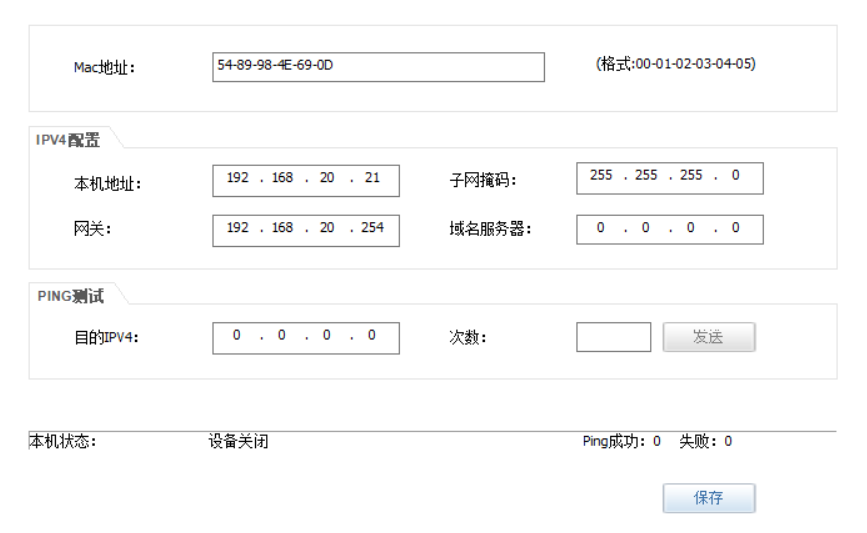 Mac地址： 54-89-98-4E-69-0D (格式:00-01-02-03-04-05)
IPV4配置
本机地址： 192 . 168 . 20 . 21 子网掩码： 255 . 255 . 255 . 0
网关： 192 . 168 . 20 . 254 域名服务器： 0 . 0 . 0 . 0
PING测试
目的IPV4： 0 . 0 . 0 . 0 次数： 发送
本机状态： 设备关闭 Ping成功： 0 失败： 0
保存